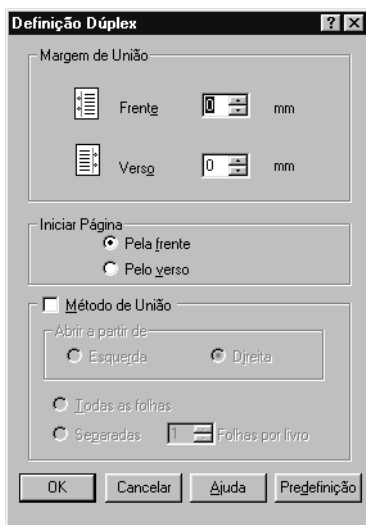 Definição Dúplex
Margem de União
Frente 0 mm
Verso 0 mm
Iniciar Página
Pela frente
Pelo verso
Método de União
Abrir a partir de
Esquerda Direita
Todas as folhas
Separadas 1 Folhas por livro
OK Cancelar Ajuda Predefinição